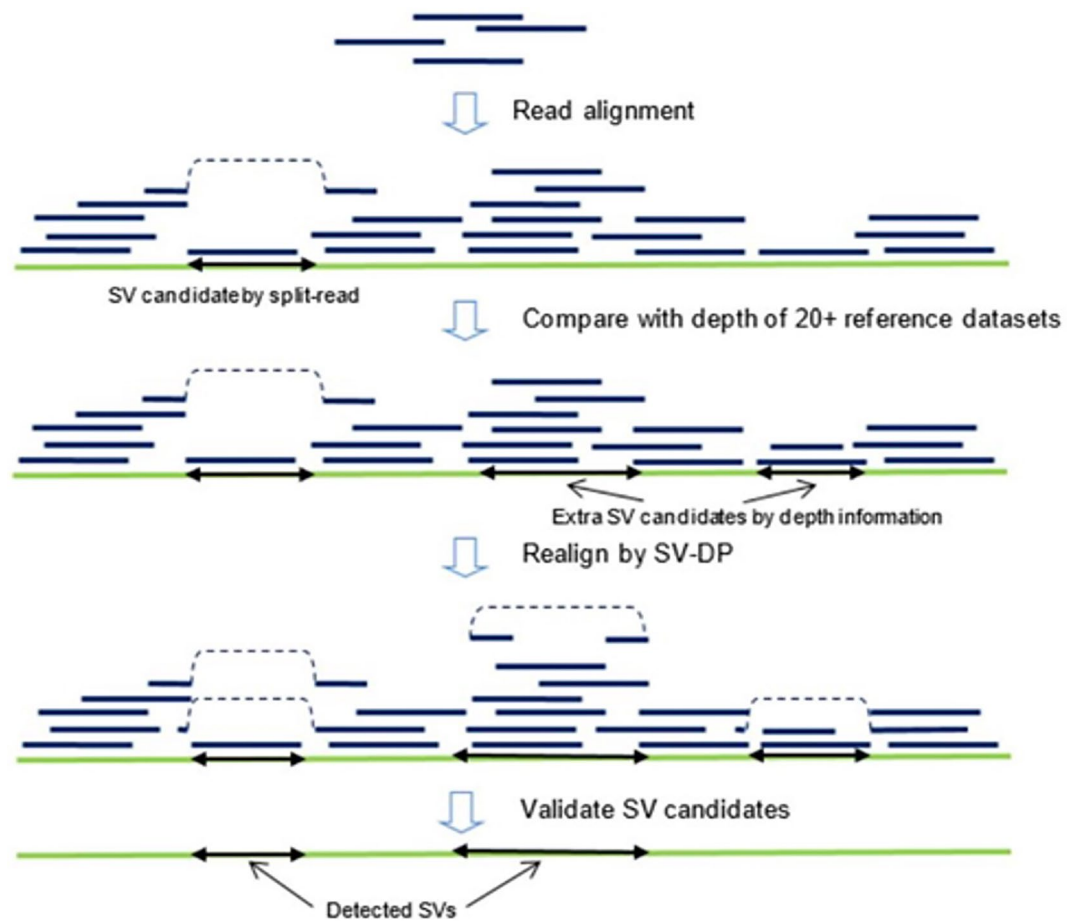 Read alignment
SV candidate by split-read
Compare with depth of 20+ reference datasets
Extra SV candidates by depth information
Realign by SV-DP
Validate SV candidates
Detected SVs